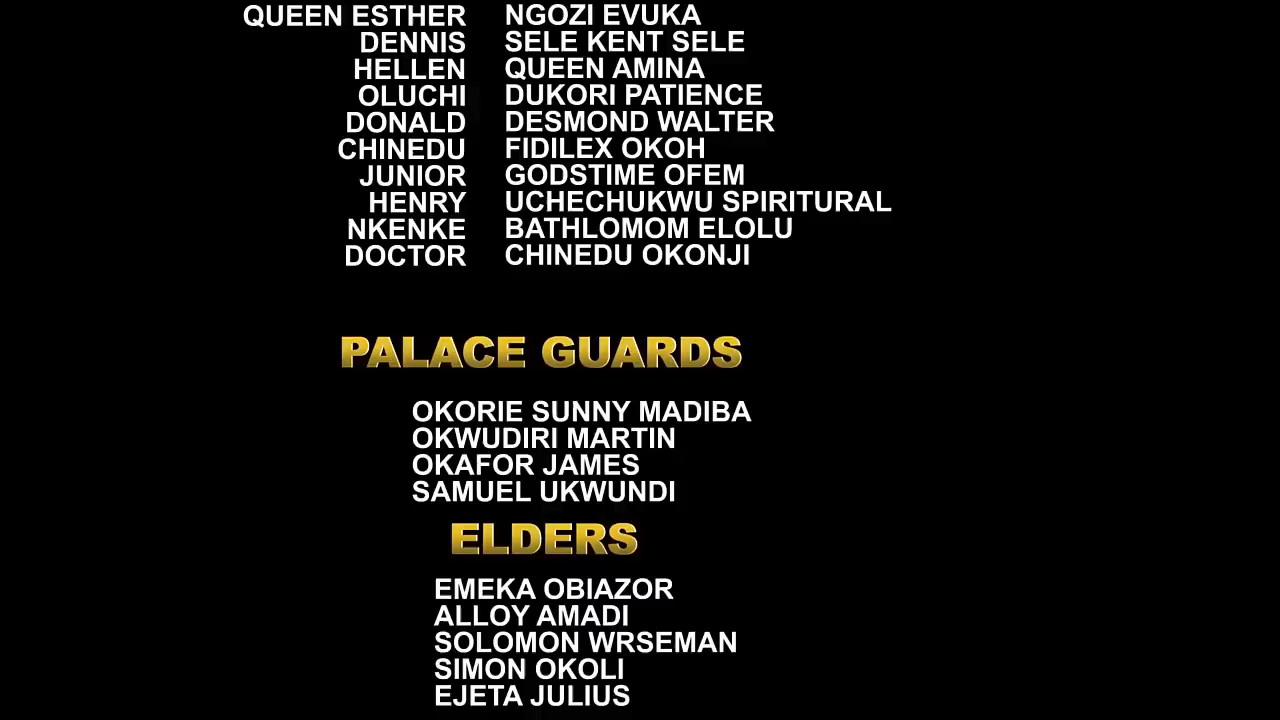 QUEEN ESTHER NGOZI EVUKA
DENNIS SELE KENT SELE
HELLEN QUEEN AMINA
OLUCHI DUKORI PATIENCE
DONALD DESMOND WALTER
CHINEDU FIDILEX OKOH
JUNIOR GODSTIME OFEM
HENRY UCHECHUKWU SPIRITURAL
NKENKE BATHLOMOM ELOLU
DOCTOR CHINEDU OKONJI
PALACE GUARDS
OKORIE SUNNY MADIBA
OKWUDIRI MARTIN
OKAFOR JAMES
SAMUEL UKWUNDI
ELDERS
EMEKA OBIAZOR
ALLOY AMADI
SOLOMON WRSEMAN
SIMON OKOLI
EJETA JULIUS